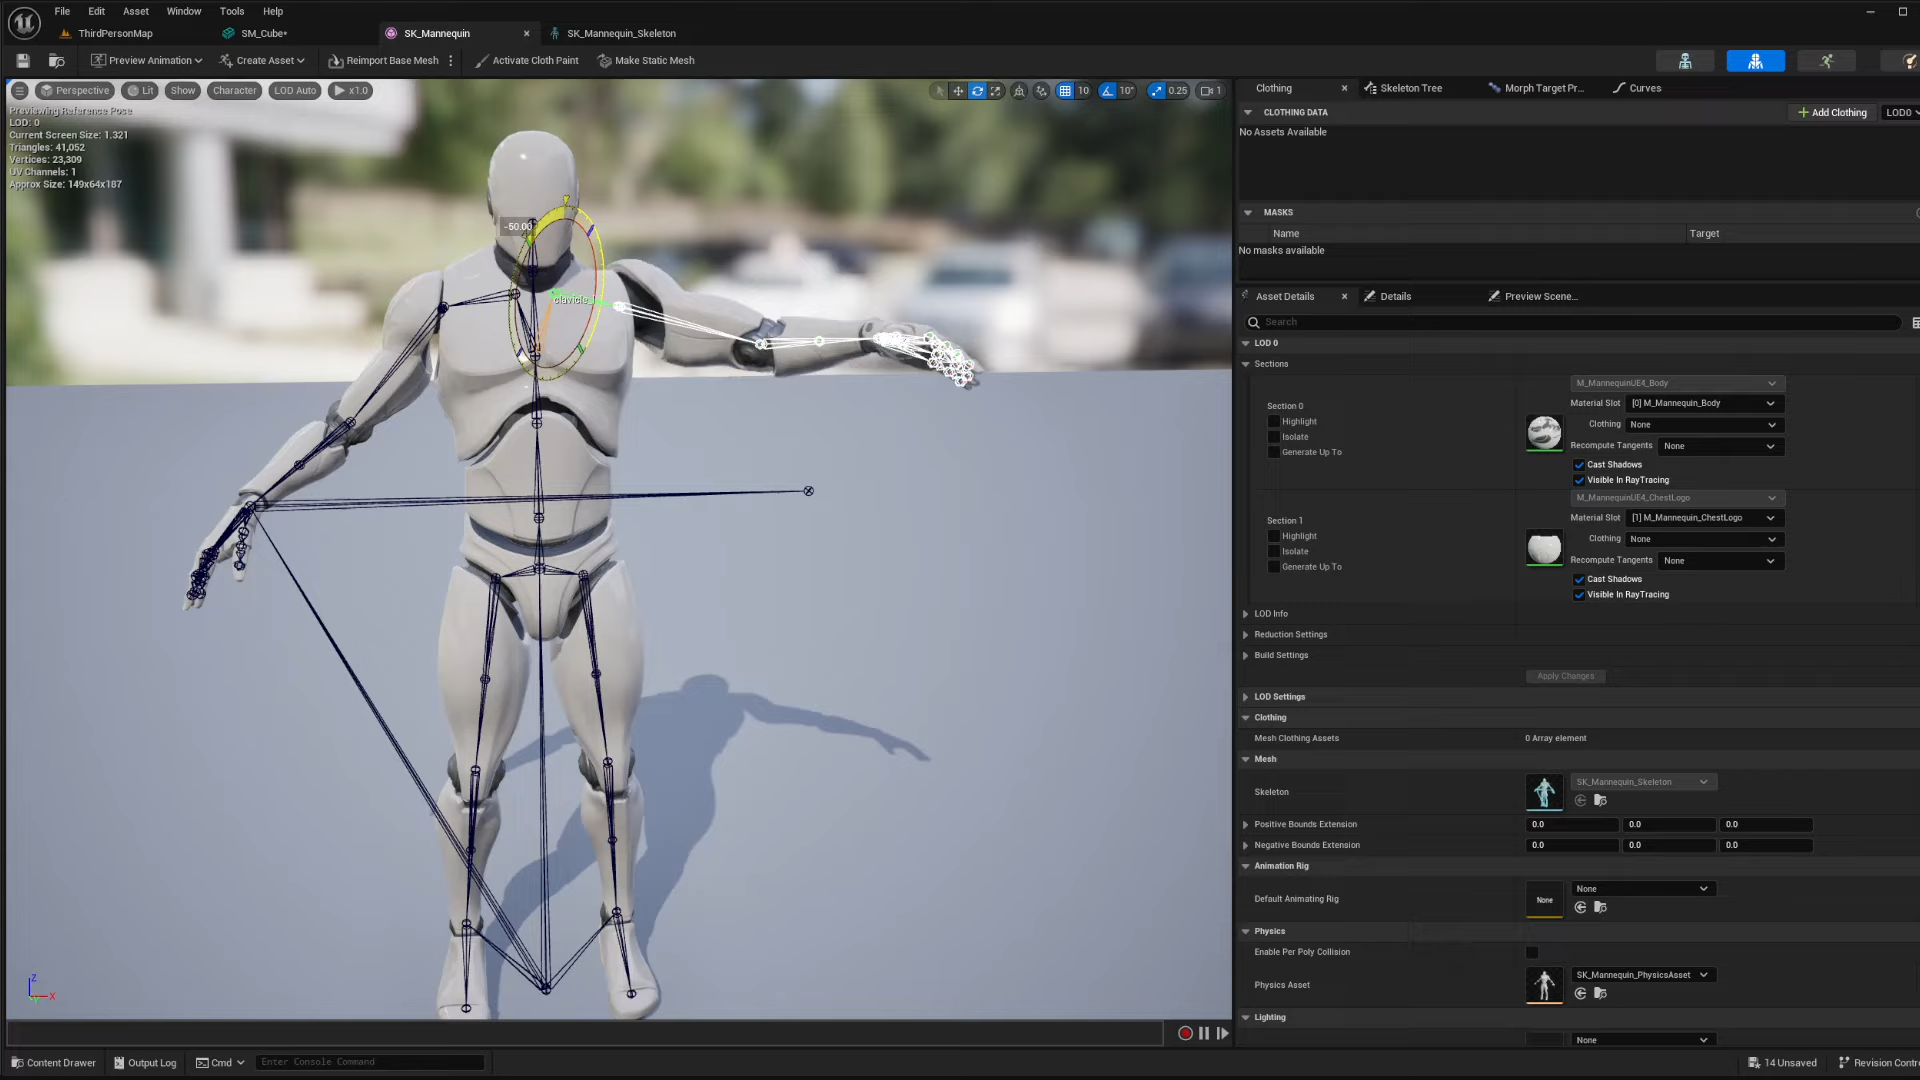 File Edit Asset Window Tools Help
ThirdPersonMap SM_Cube* SK_Mannequin SK_Mannequin_Skeleton
Preview Animation Create Asset Reimport Base Mesh Activate Cloth Paint Make Static Mesh
Perspective Lit Show Character LOD Auto x1.0 10 10° 0.25 1
Previewing Reference Pose
LOD: 0
Current Screen Size: 1.321
Triangles: 41,052
Vertices: 23,309
UV Channels: 1
Approx Size: 149x64x187
-50.00
clavicle_l
Z
X
Clothing Skeleton Tree Morph Target Pr... Curves
CLOTHING DATA Add Clothing LOD0
No Assets Available
MASKS
Name Target
No masks available
Asset Details Details Preview Scene...
Search
LOD 0
Sections
M_MannequinUE4_Body
Section 0 Material Slot [0] M_Mannequin_Body
Highlight Clothing None
Isolate
Generate Up To Recompute Tangents None
Cast Shadows
Visible In RayTracing
M_MannequinUE4_ChestLogo
Section 1 Material Slot [1] M_Mannequin_ChestLogo
Highlight Clothing None
Isolate
Generate Up To Recompute Tangents None
Cast Shadows
Visible In RayTracing
LOD Info
Reduction Settings
Build Settings
Apply Changes
LOD Settings
Clothing
Mesh Clothing Assets 0 Array element
Mesh
Skeleton SK_Mannequin_Skeleton
Positive Bounds Extension 0.0 0.0 0.0
Negative Bounds Extension 0.0 0.0 0.0
Animation Rig
Default Animating Rig None None
Physics
Enable Per Poly Collision
Physics Asset SK_Mannequin_PhysicsAsset
Lighting
None
Content Drawer Output Log Cmd Enter Console Command 14 Unsaved Revision Contro